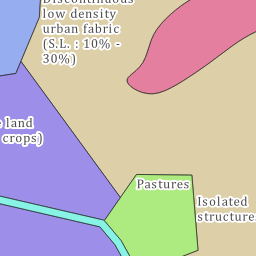 Discontinuous
low density
urban fabric
(S.L. : 10% -
30%)
land
crops)
Pastures
Isolated
structure